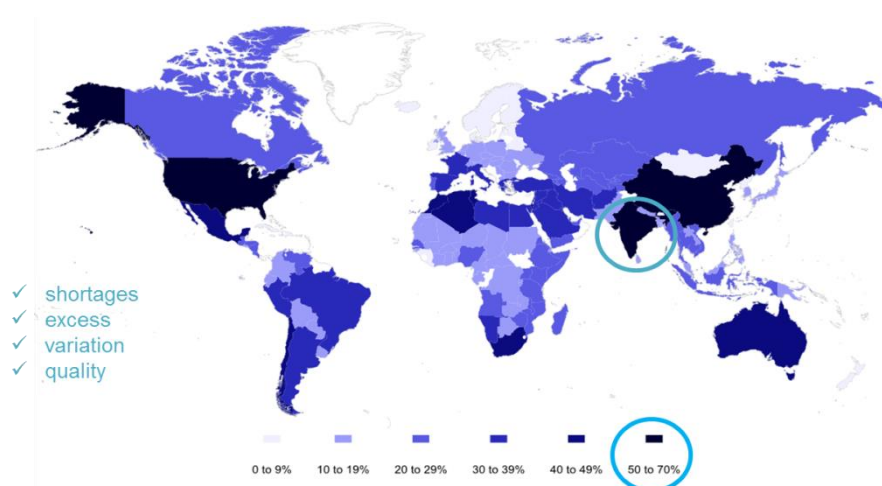 ✓ shortages
✓ excess
✓ variation
✓ quality
0 to 9% 10 to 19% 20 to 29% 30 to 39% 40 to 49% 50 to 70%